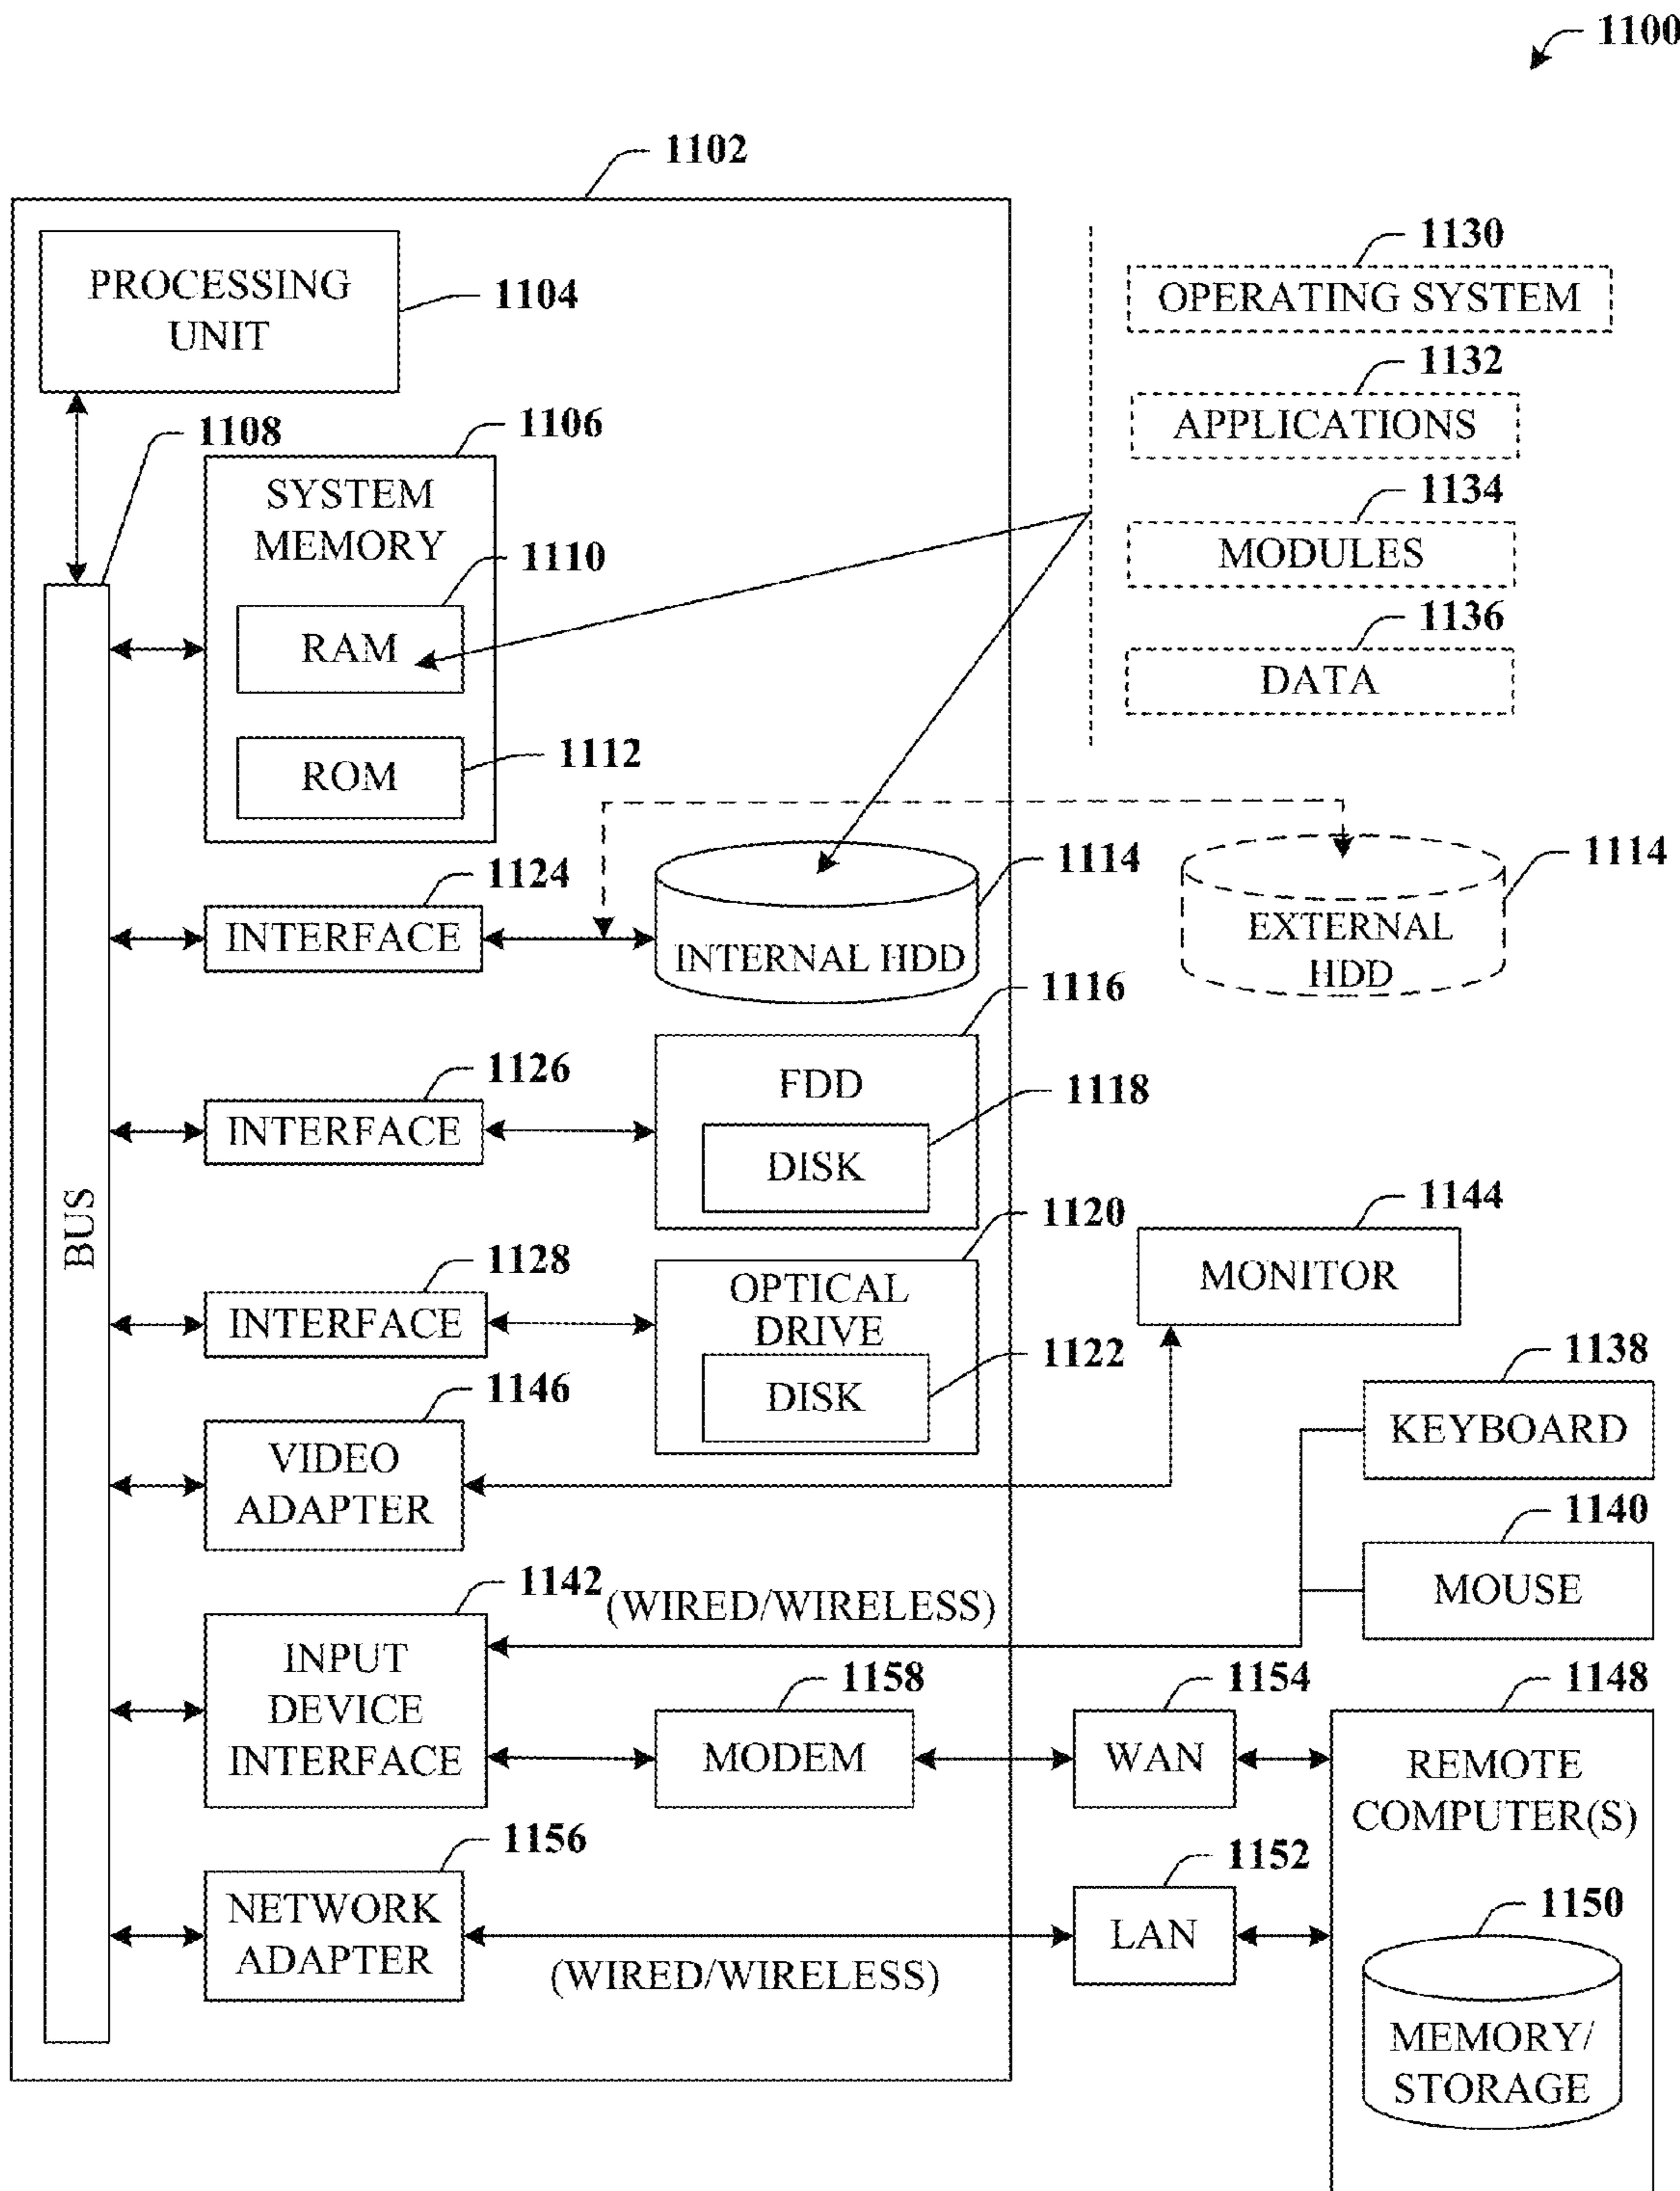 1100
1102
PROCESSING
UNIT
1104
1130
OPERATING SYSTEM
1132
APPLICATIONS
1134
MODULES
1136
DATA
1108
1106
SYSTEM
MEMORY
1110
RAM
1112
ROM
BUS
1124
INTERFACE
1114
INTERNAL HDD
1114
EXTERNAL
HDD
1126
INTERFACE
1116
FDD
1118
DISK
1128
INTERFACE
1120
OPTICAL
DRIVE
1122
DISK
1144
MONITOR
1146
VIDEO
ADAPTER
1138
KEYBOARD
1140
MOUSE
1142
(WIRED/WIRELESS)
INPUT
DEVICE
INTERFACE
1158
MODEM
1154
WAN
1148
REMOTE
COMPUTER(S)
1156
NETWORK
ADAPTER
(WIRED/WIRELESS)
1152
LAN
1150
MEMORY/
STORAGE